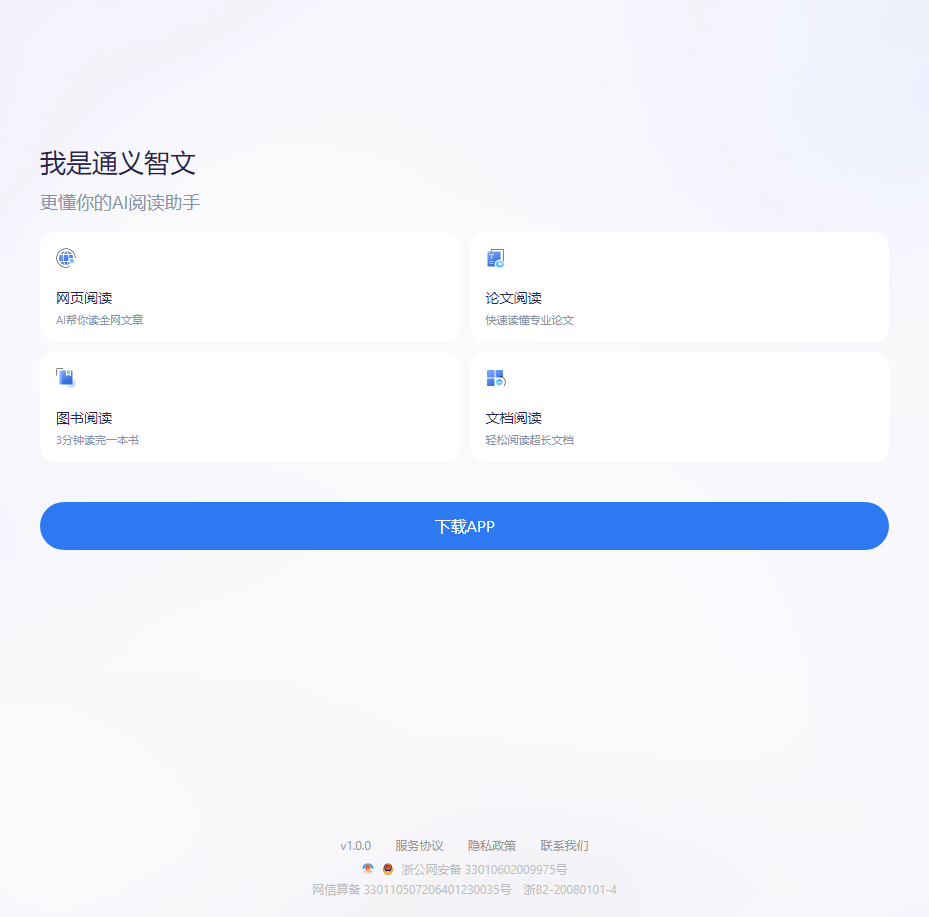 我是通义智文
更懂你的AI阅读助手
网页阅读
AI帮你读全网文章
论文阅读
快速读懂专业论文
图书阅读
3分钟读完一本书
文档阅读
轻松阅读超长文档
下载APP
v1.0.0 服务协议 隐私政策 联系我们
浙公网安备 33010602009975号
网信算备 330110507206401230035号 浙B2-20080101-4